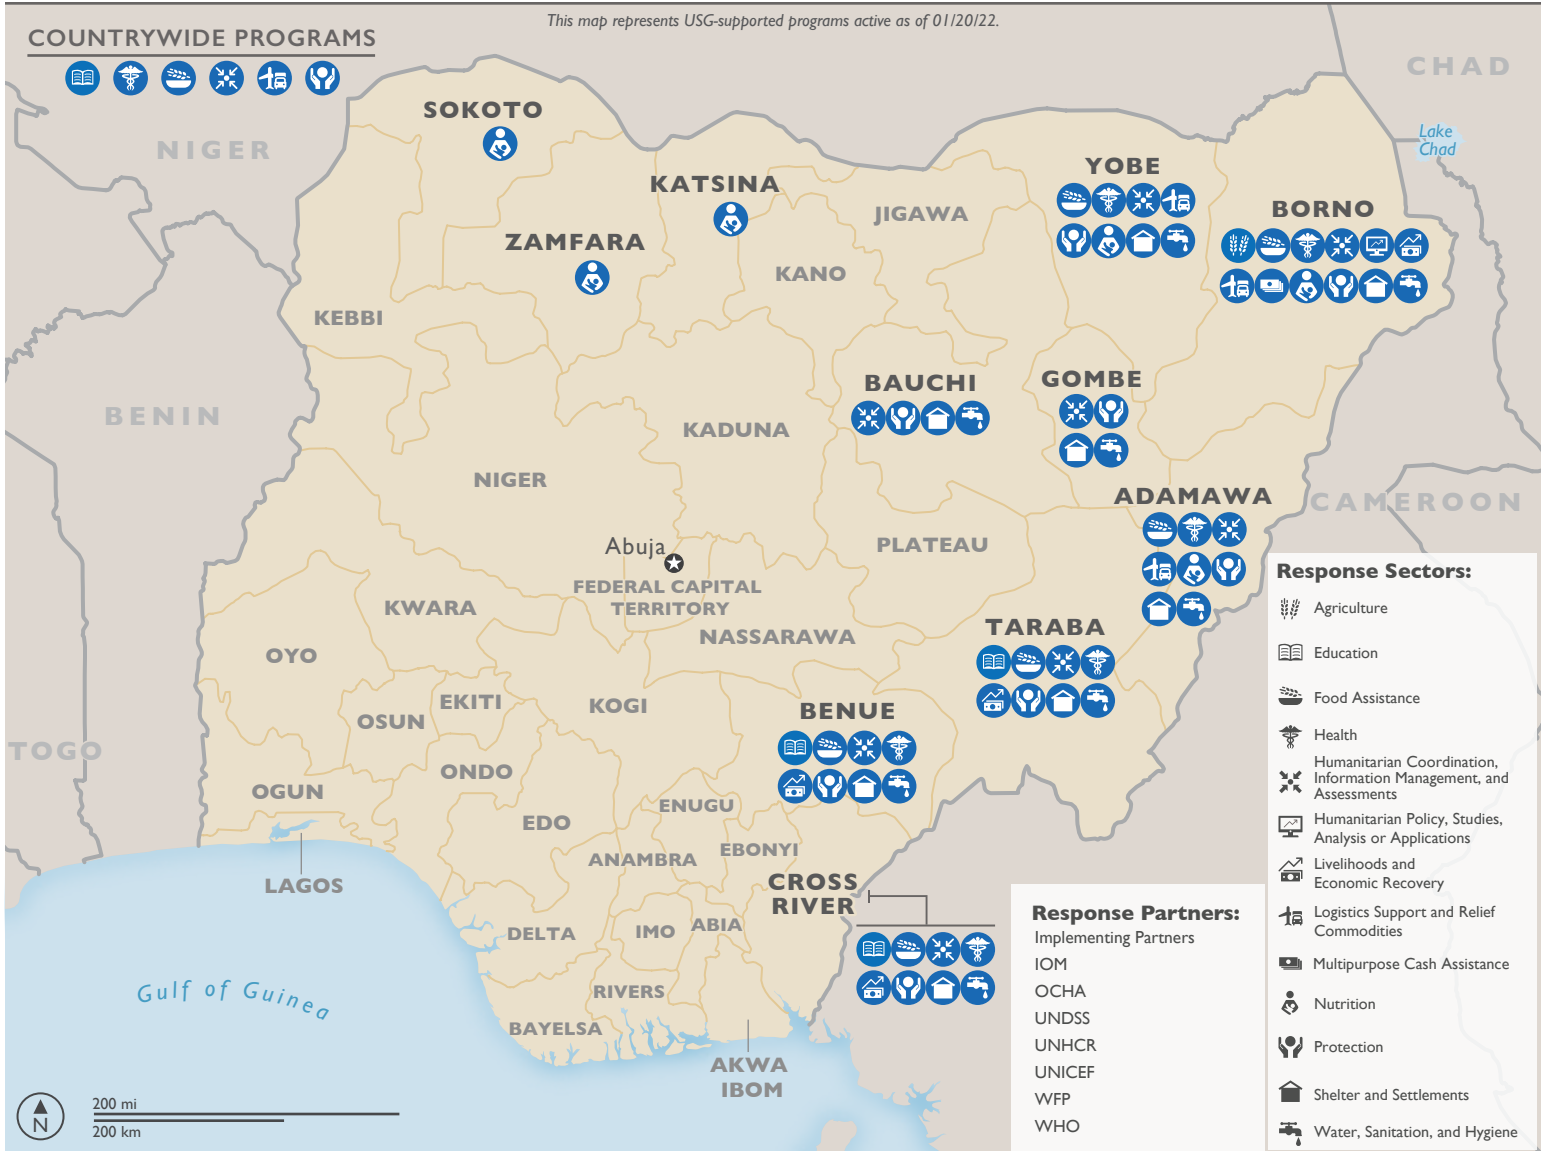 This map represents USG-supported programs active as of 01/20/22.
COUNTRYWIDE PROGRAMS
CHAD
SOKOTO
Lake
Chad
NIGER
YOBE
KATSINA
BORNO
JIGAWA
ZAMFARA
KANO
KEBBI
BAUCHI
GOMBE
BENIN
KADUNA
NIGER
ADAMAWA
CAMEROON
Abuja
PLATEAU
FEDERAL CAPITAL
TERRITORY
KWARA
TARABA
NASSARAWA
OYO
EKITI
KOGI
BENUE
OSUN
TOGO
ONDO
OGUN
ENUGU
EDO
EBONYI
ANAMBRA
LAGOS
CROSS
RIVER
DELTA
IMO
ABIA
Gulf of Guinea
RIVERS
BAYELSA
AKWA
IBOM
200 mi
200 km
N
Response Partners:
Implementing Partners
IOM
OCHA
UNDSS
UNHCR
UNICEF
WFP
WHO
Response Sectors:
Agriculture
Education
Food Assistance
Health
Humanitarian Coordination,
Information Management, and
Assessments
Humanitarian Policy, Studies,
Analysis or Applications
Livelihoods and
Economic Recovery
Logistics Support and Relief
Commodities
Multipurpose Cash Assistance
Nutrition
Protection
Shelter and Settlements
Water, Sanitation, and Hygiene